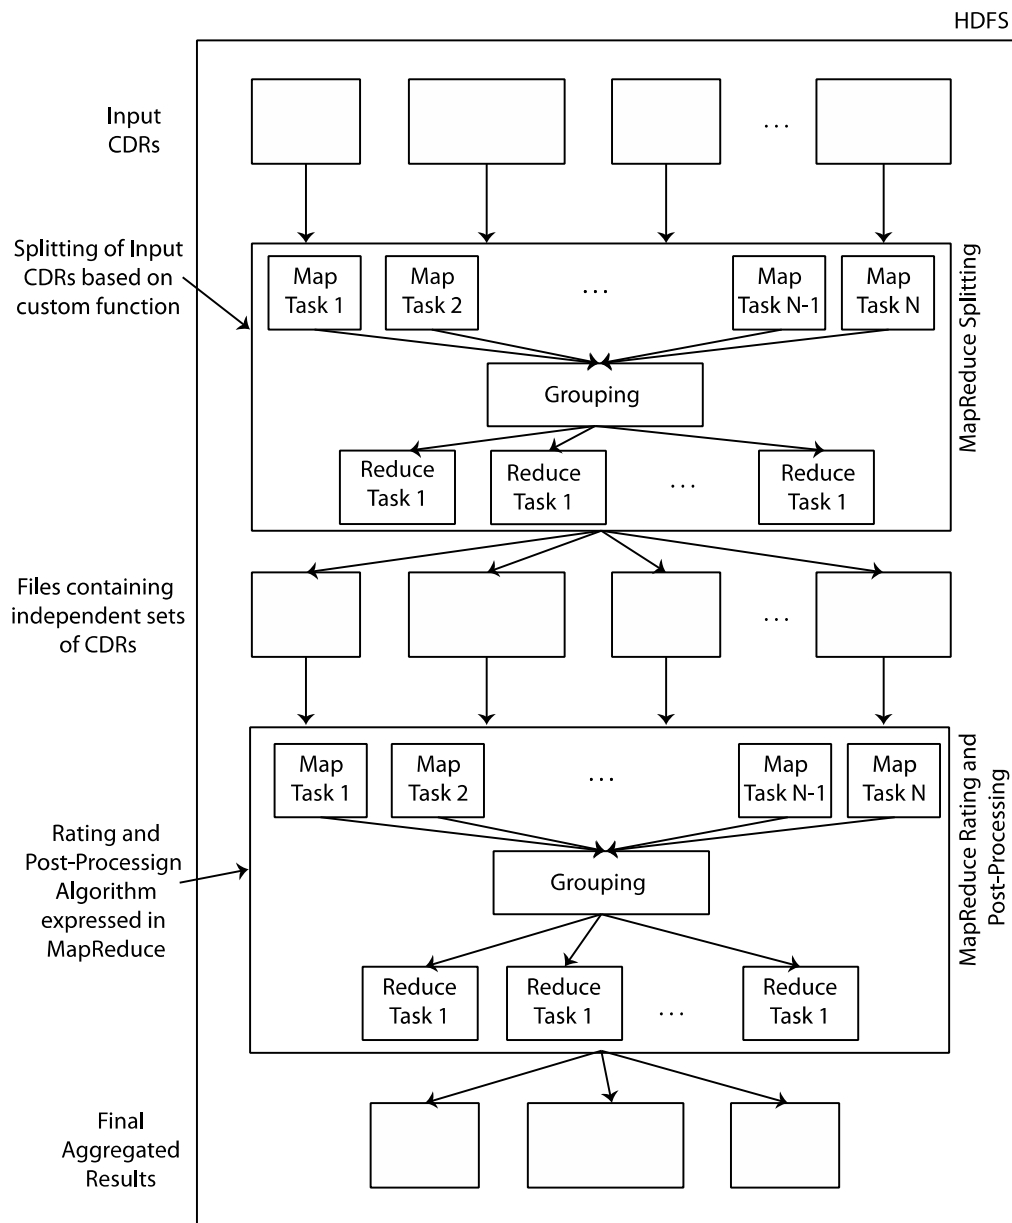 HDFS
Input
CDRs
...
Splitting of Input
CDRs based on
custom function
Map
Task 1
Map
Task 2
...
Map
Task N-1
Map
Task N
MapReduce Splitting
Grouping
Reduce
Task 1
Reduce
Task 1
...
Reduce
Task 1
Files containing
independent sets
of CDRs
...
Map
Task 1
Map
Task 2
...
Map
Task N-1
Map
Task N
MapReduce Rating and
Post-Processing
Rating and
Post-Processign
Algorithm
expressed in
MapReduce
Grouping
Reduce
Task 1
Reduce
Task 1
...
Reduce
Task 1
Final
Aggregated
Results